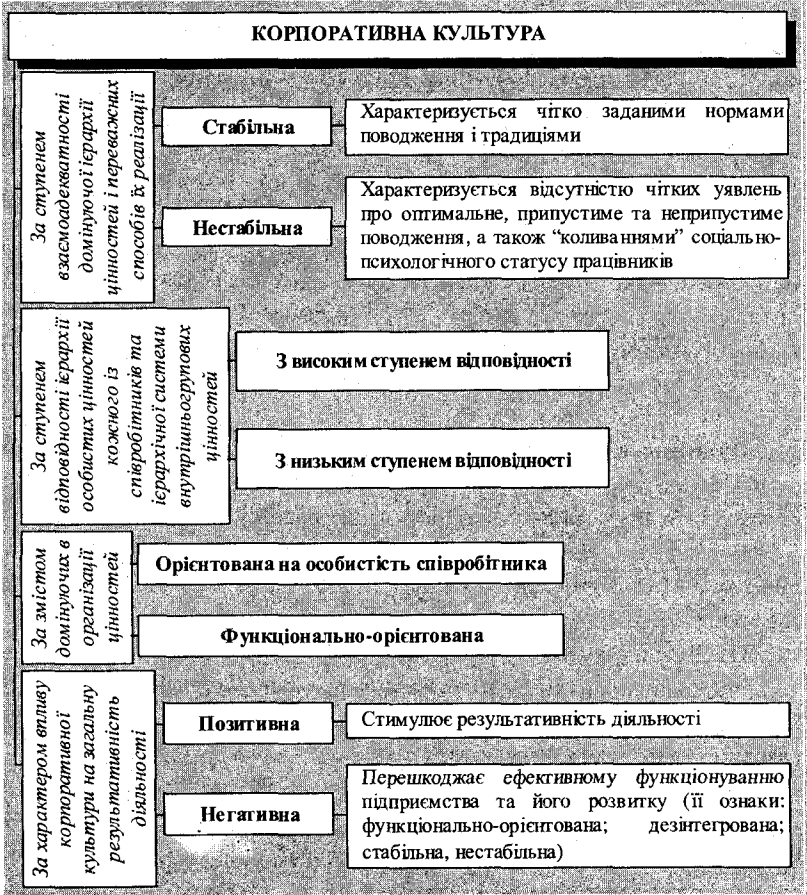 КОРПОРАТИВНА КУЛЬТУРА
За ступенем
взаємоадекватності
домінуючої ієрархії
цінностей і переважних
способів їх реалізації
Стабільна
Характеризується чітко заданими нормами
поводження і традиціями
Нестабільна
Характеризується відсутністю чітких уявлень
про оптимальне, припустиме та неприпустиме
поводження, а також “коливаннями” соціально-
психологічного статусу працівників
За ступенем
відповідності ієрархії
особистих цінностей
кожного із
співробітників та
ієрархічної системи
внутрішньогрупових
цінностей
З високим ступенем відповідності
З низьким ступенем відповідності
За змістом
домінуючих в
організації
цінностей
Орієнтована на особистість співробітника
Функціонально-орієнтована
За характером впливу
корпоративної
культури на загальну
результативність
діяльності
Позитивна
Стимулює результативність діяльності
Негативна
Перешкоджає ефективному функціонуванню
підприємства та його розвитку (її ознаки:
функціонально-орієнтована; дезінтегрована;
стабільна, нестабільна)